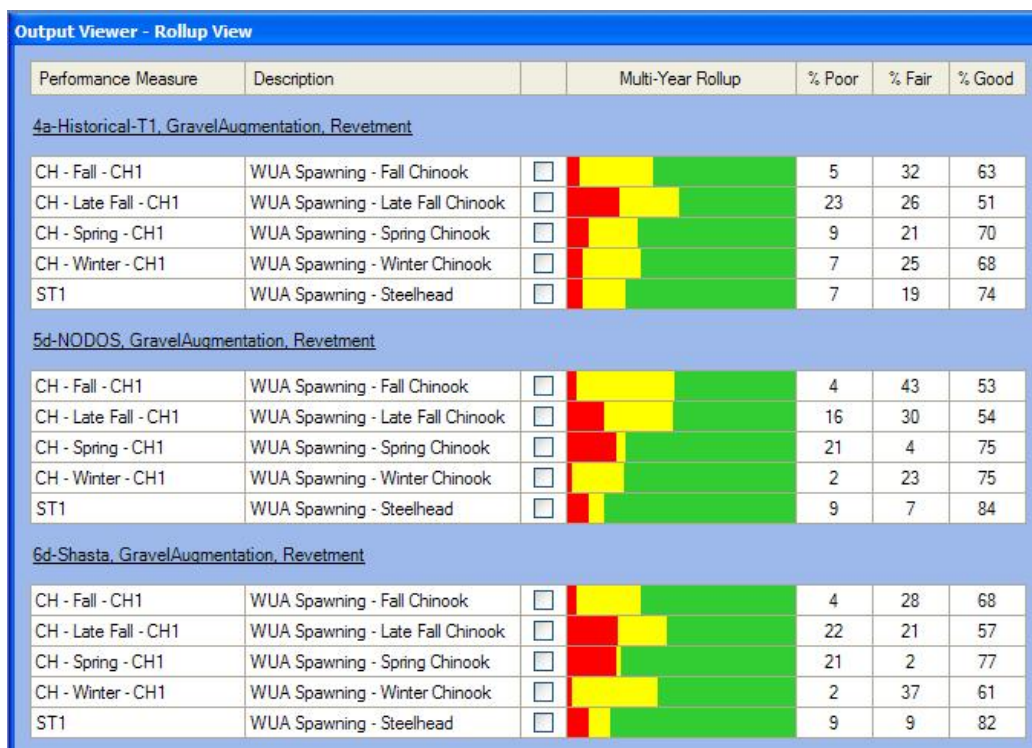 Output Viewer - Rollup View
Performance Measure Description Multi-Year Rollup % Poor % Fair % Good
4a-Historical-T1, GravelAugmentation, Revetment
CH - Fall - CH1 WUA Spawning - Fall Chinook 5 32 63
CH - Late Fall - CH1 WUA Spawning - Late Fall Chinook 23 26 51
CH - Spring - CH1 WUA Spawning - Spring Chinook 9 21 70
CH - Winter - CH1 WUA Spawning - Winter Chinook 7 25 68
ST1 WUA Spawning - Steelhead 7 19 74
5d-NODOS, GravelAugmentation, Revetment
CH - Fall - CH1 WUA Spawning - Fall Chinook 4 43 53
CH - Late Fall - CH1 WUA Spawning - Late Fall Chinook 16 30 54
CH - Spring - CH1 WUA Spawning - Spring Chinook 21 4 75
CH - Winter - CH1 WUA Spawning - Winter Chinook 2 23 75
ST1 WUA Spawning - Steelhead 9 7 84
6d-Shasta, GravelAugmentation, Revetment
CH - Fall - CH1 WUA Spawning - Fall Chinook 4 28 68
CH - Late Fall - CH1 WUA Spawning - Late Fall Chinook 22 21 57
CH - Spring - CH1 WUA Spawning - Spring Chinook 21 2 77
CH - Winter - CH1 WUA Spawning - Winter Chinook 2 37 61
ST1 WUA Spawning - Steelhead 9 9 82